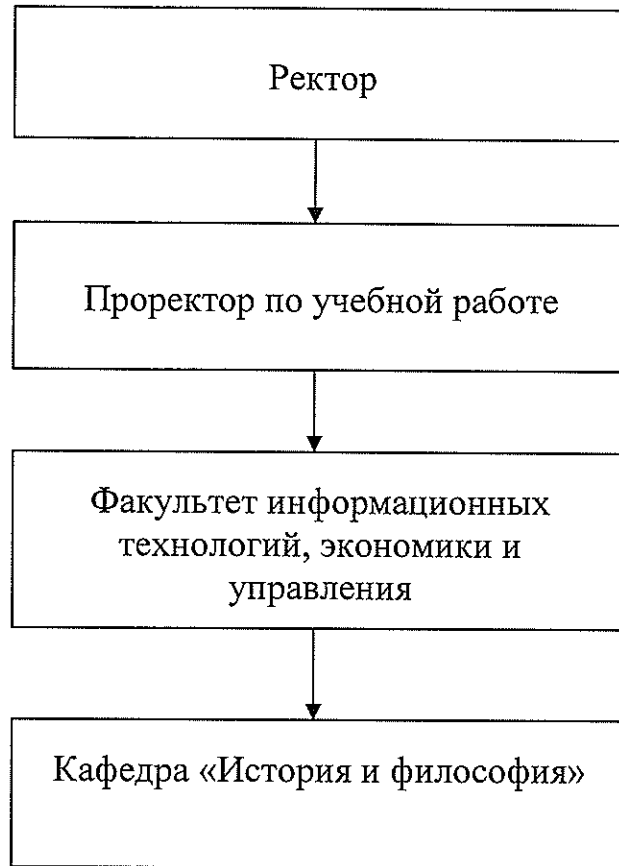 Ректор
Проректор по учебной работе
Факультет информационных
технологий, экономики и
управления
Кафедра «История и философия»